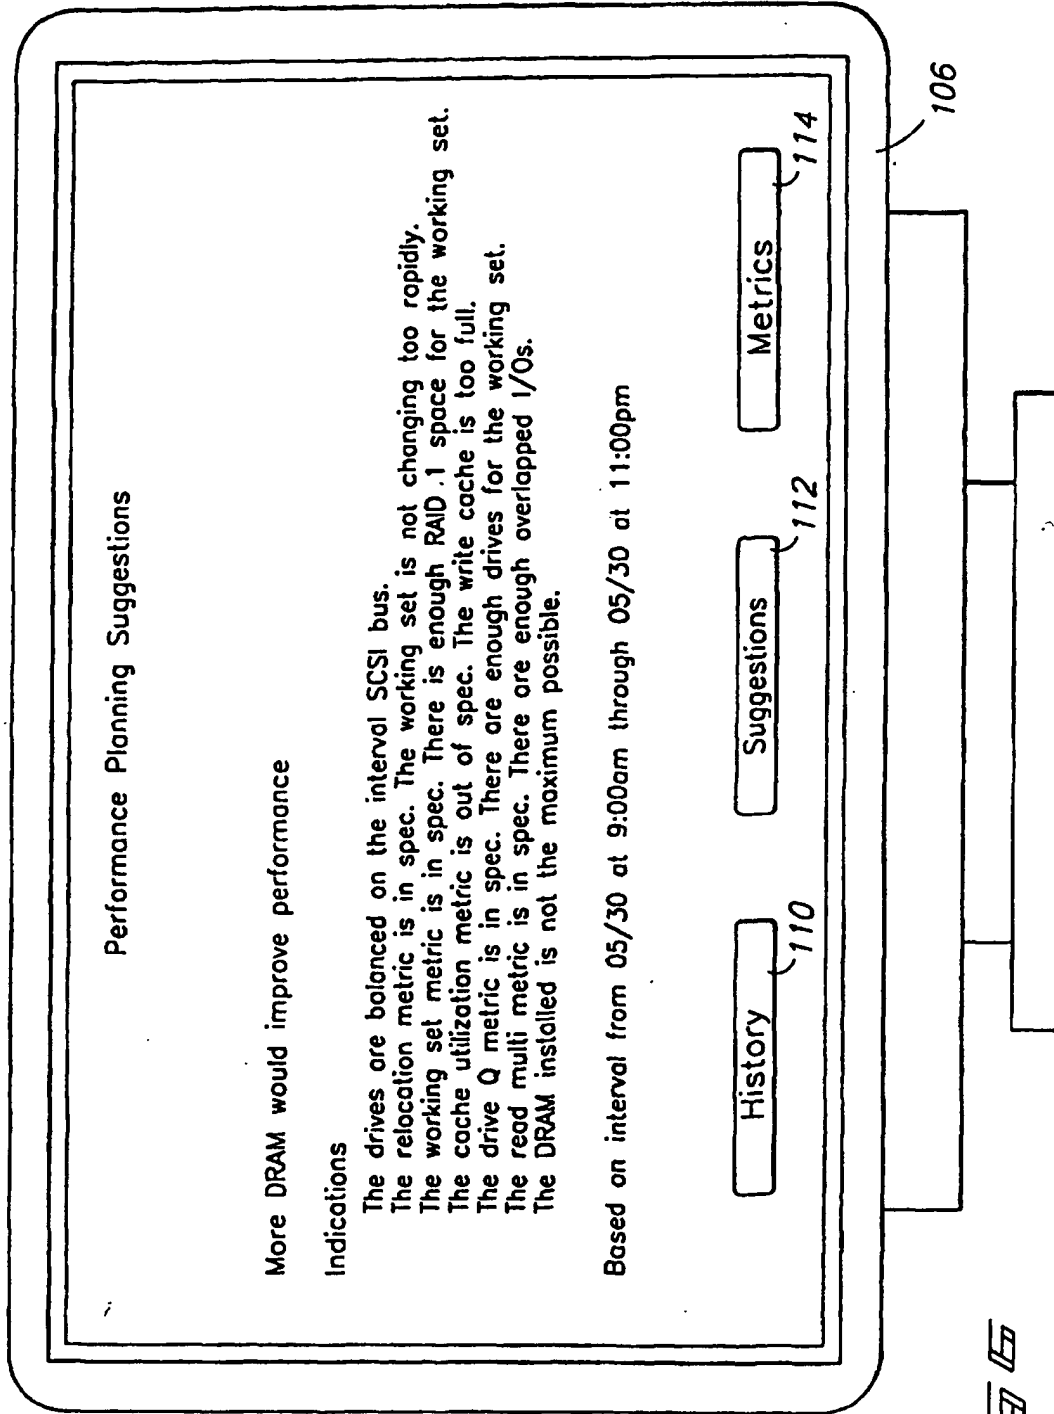 Performance Planning Suggestions
More DRAM would improve performance
Indications
The drives are balanced on the interval SCSI bus.
The relocation metric is in spec. The working set is not changing too rapidly.
The working set metric is in spec. There is enough RAID .1 space for the working set.
The cache utilization metric is out of spec. The write cache is too full.
The drive Q metric is in spec. There are enough drives for the working set.
The read multi metric is in spec. There are enough overlapped I/Os.
The DRAM installed is not the maximum possible.
Based on interval from 05/30 at 9:00am through 05/30 at 11:00pm
History
110
Suggestions
112
Metrics
114
106